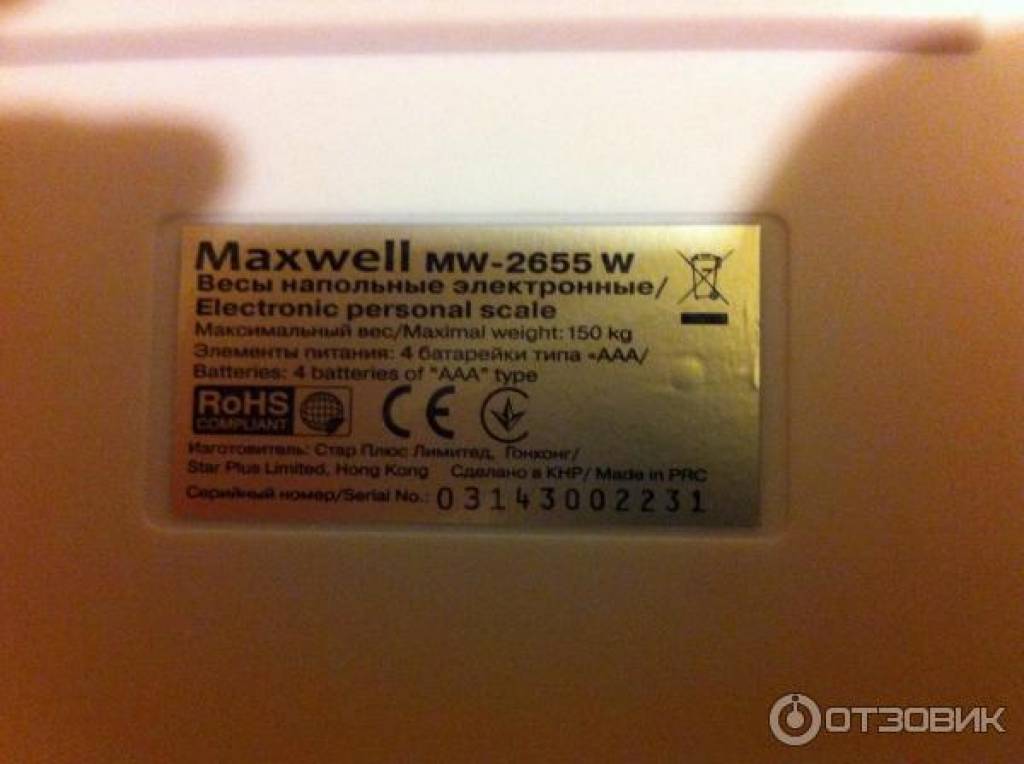 Maxwell MW-2655 W
Весы напольные электронные/
Electronic personal scale
Максимальный вес/Maximal weight: 150 kg
Элементы питания: 4 батарейки типа «ААА/
Batteries: 4 batteries of "AAA" type
RoHS
COMPLIANT
CE
Изготовитель: Стар Плюс Лимитед, Гонконг/
Star Plus Limited, Hong Kong Сделано в КНР/ Made in PRC
Серийный номер/Serial No.: 03143002231
ОТЗОВИК